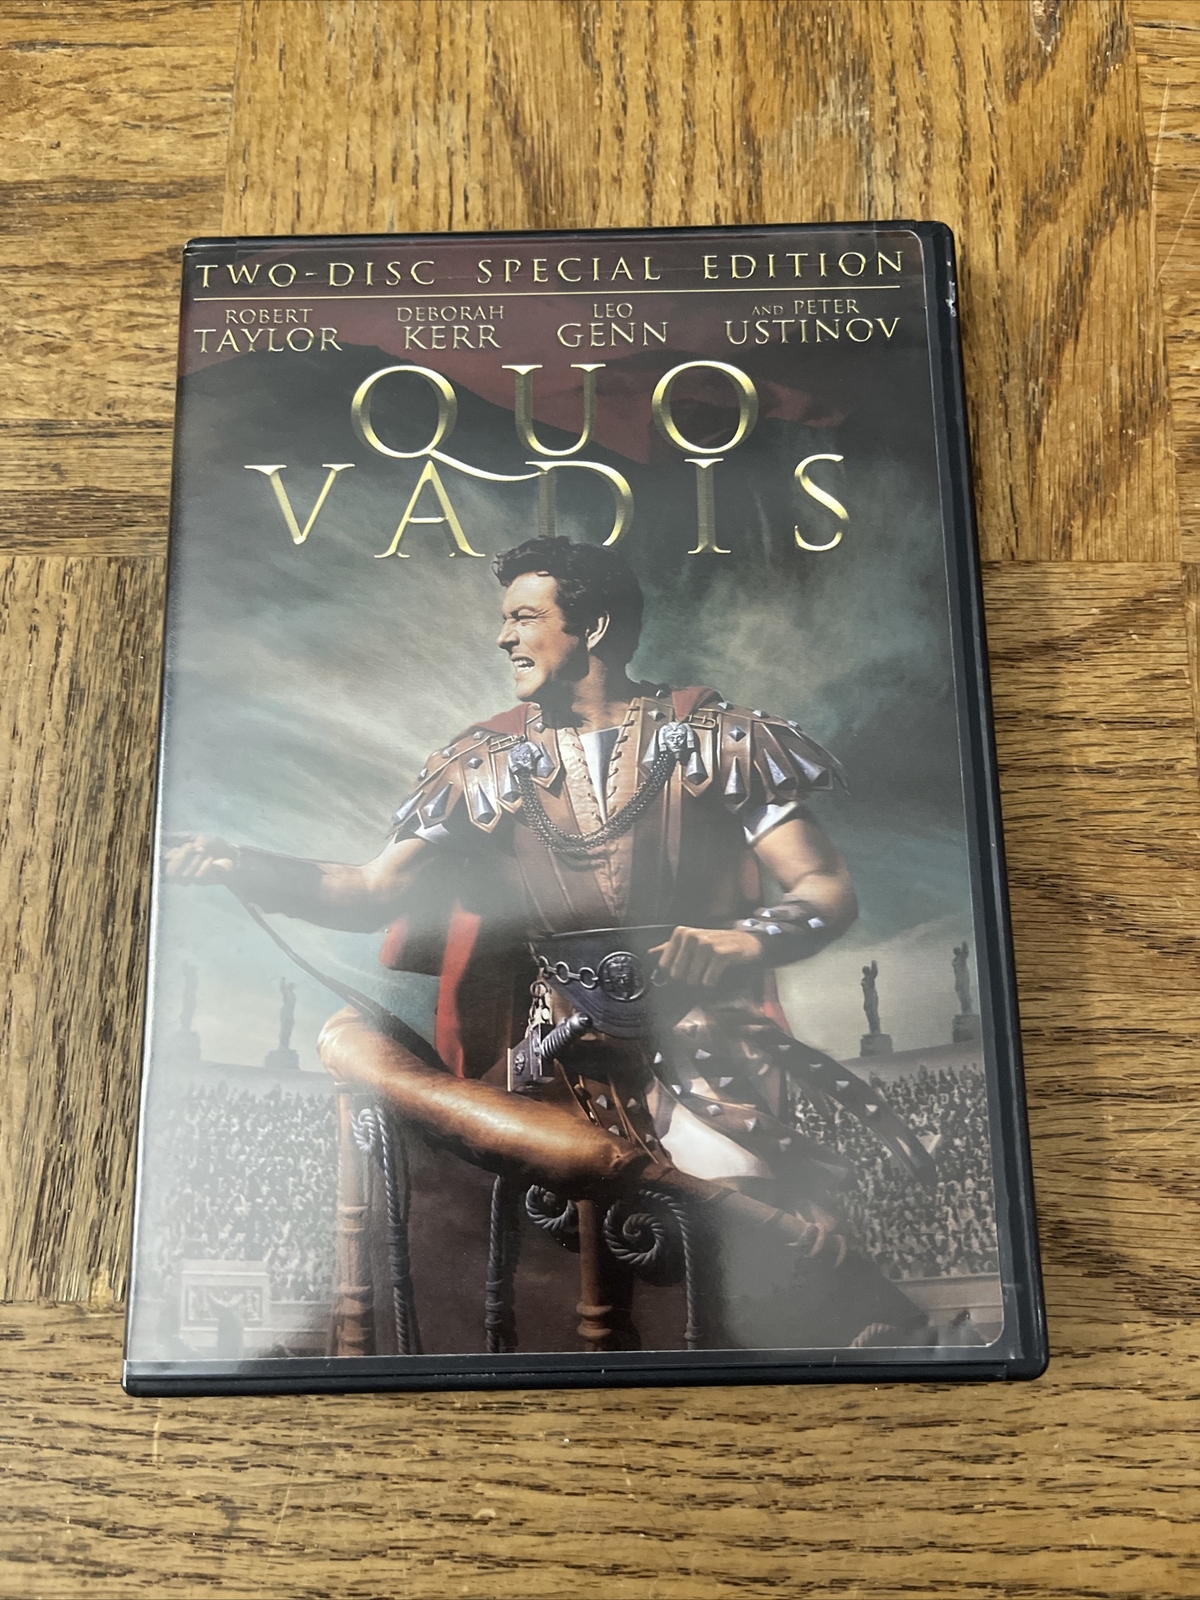 TWO-DISC SPECIAL EDITION
ROBERT TAYLOR
DEBORAH KERR
LEO GENN
AND PETER USTINOV
QUO
VADIS